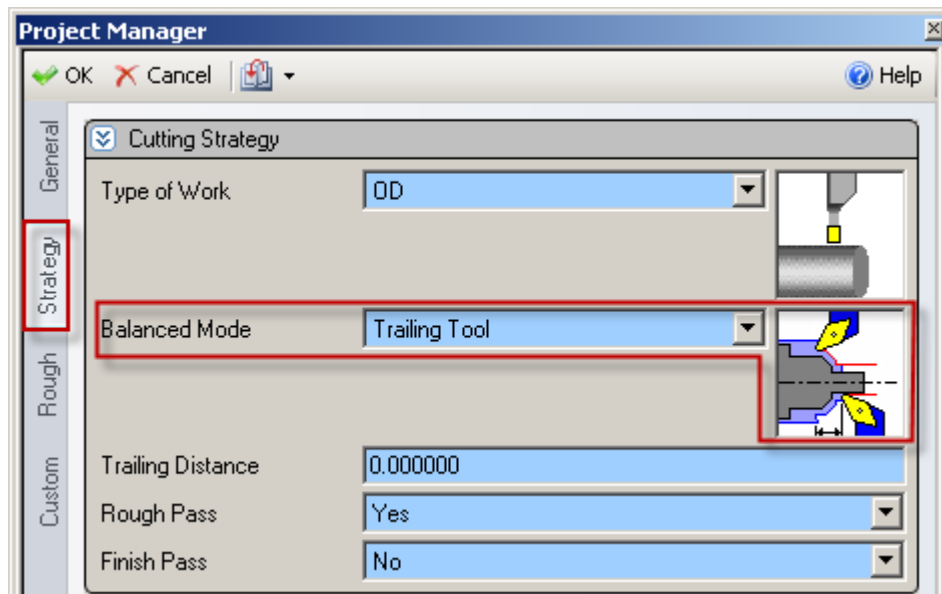 Project Manager
OK Cancel Help
General
Strategy
Rough
Custom
Cutting Strategy
Type of Work OD
Balanced Mode Trailing Tool
Trailing Distance 0.000000
Rough Pass Yes
Finish Pass No